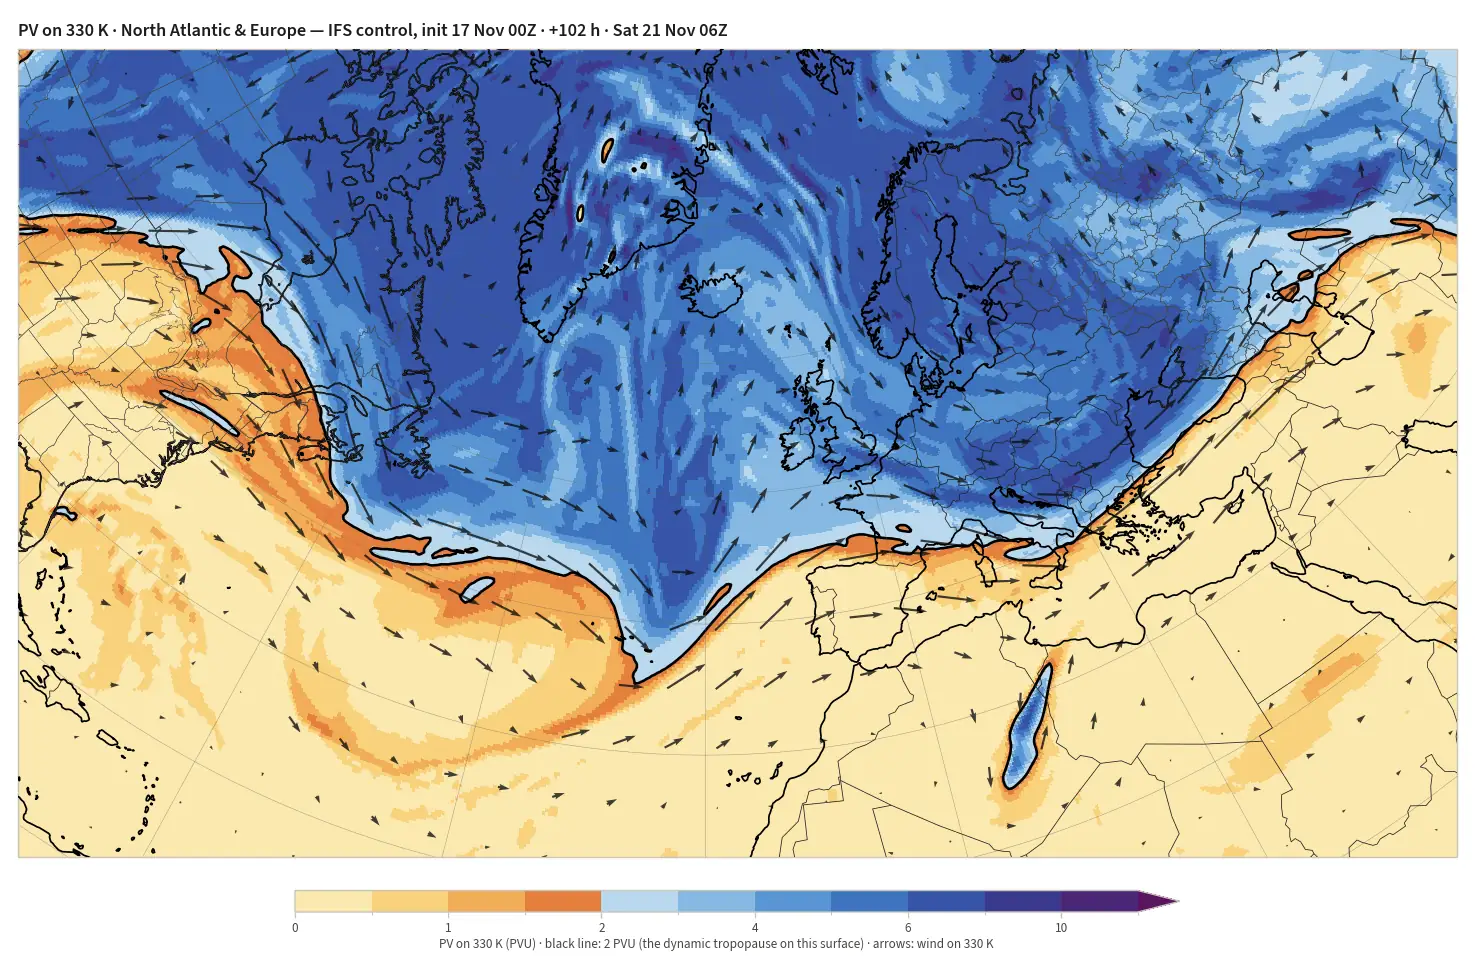 PV on 330 K · North Atlantic & Europe — IFS control, init 17 Nov 00Z · +102 h · Sat 21 Nov 06Z
0 1 2 4 6 10
PV on 330 K (PVU) · black line: 2 PVU (the dynamic tropopause on this surface) · arrows: wind on 330 K